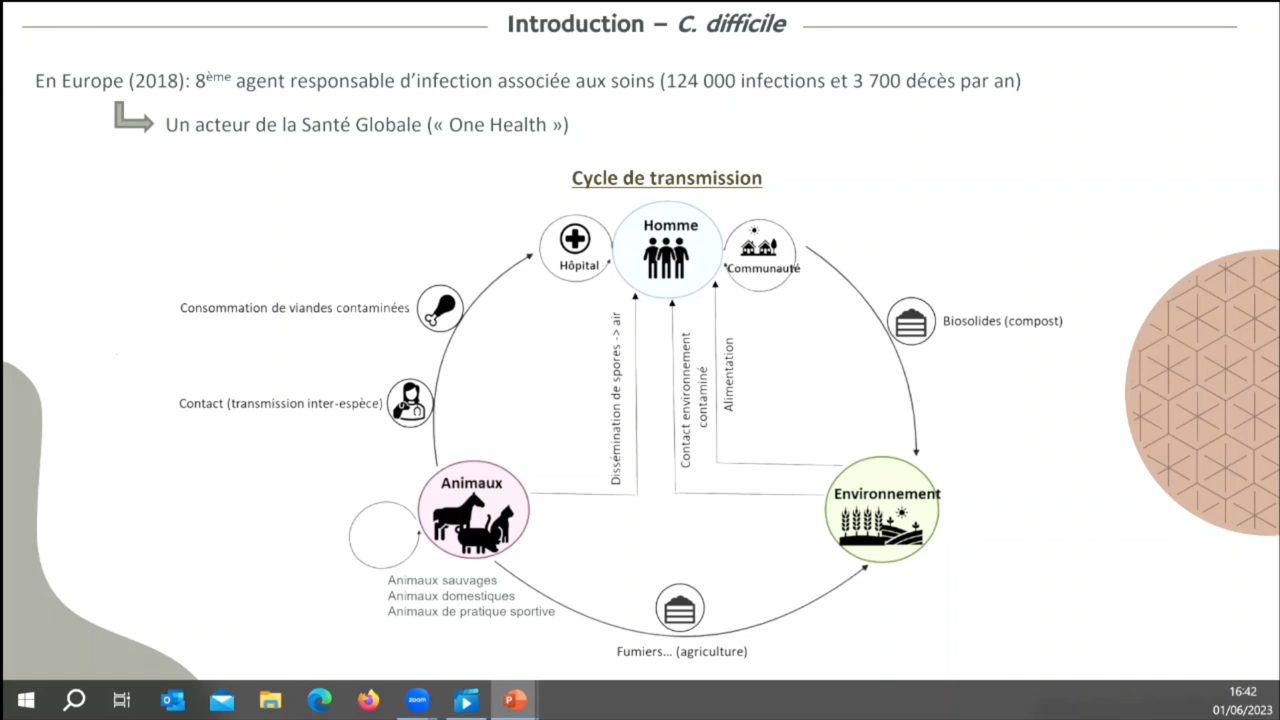 Introduction – C. difficile
En Europe (2018): 8ème agent responsable d'infection associée aux soins (124 000 infections et 3 700 décès par an)
Un acteur de la Santé Globale (« One Health »)
Cycle de transmission
Homme
Hôpital
Communauté
Consommation de viandes contaminées
Biosolides (compost)
Contact (transmission inter-espèce)
Dissémination de spores -> air
Contact environnement
contaminé
Alimentation
Animaux
Environnement
Animaux sauvages
Animaux domestiques
Animaux de pratique sportive
Fumiers... (agriculture)
zoom
16:42
01/06/2023